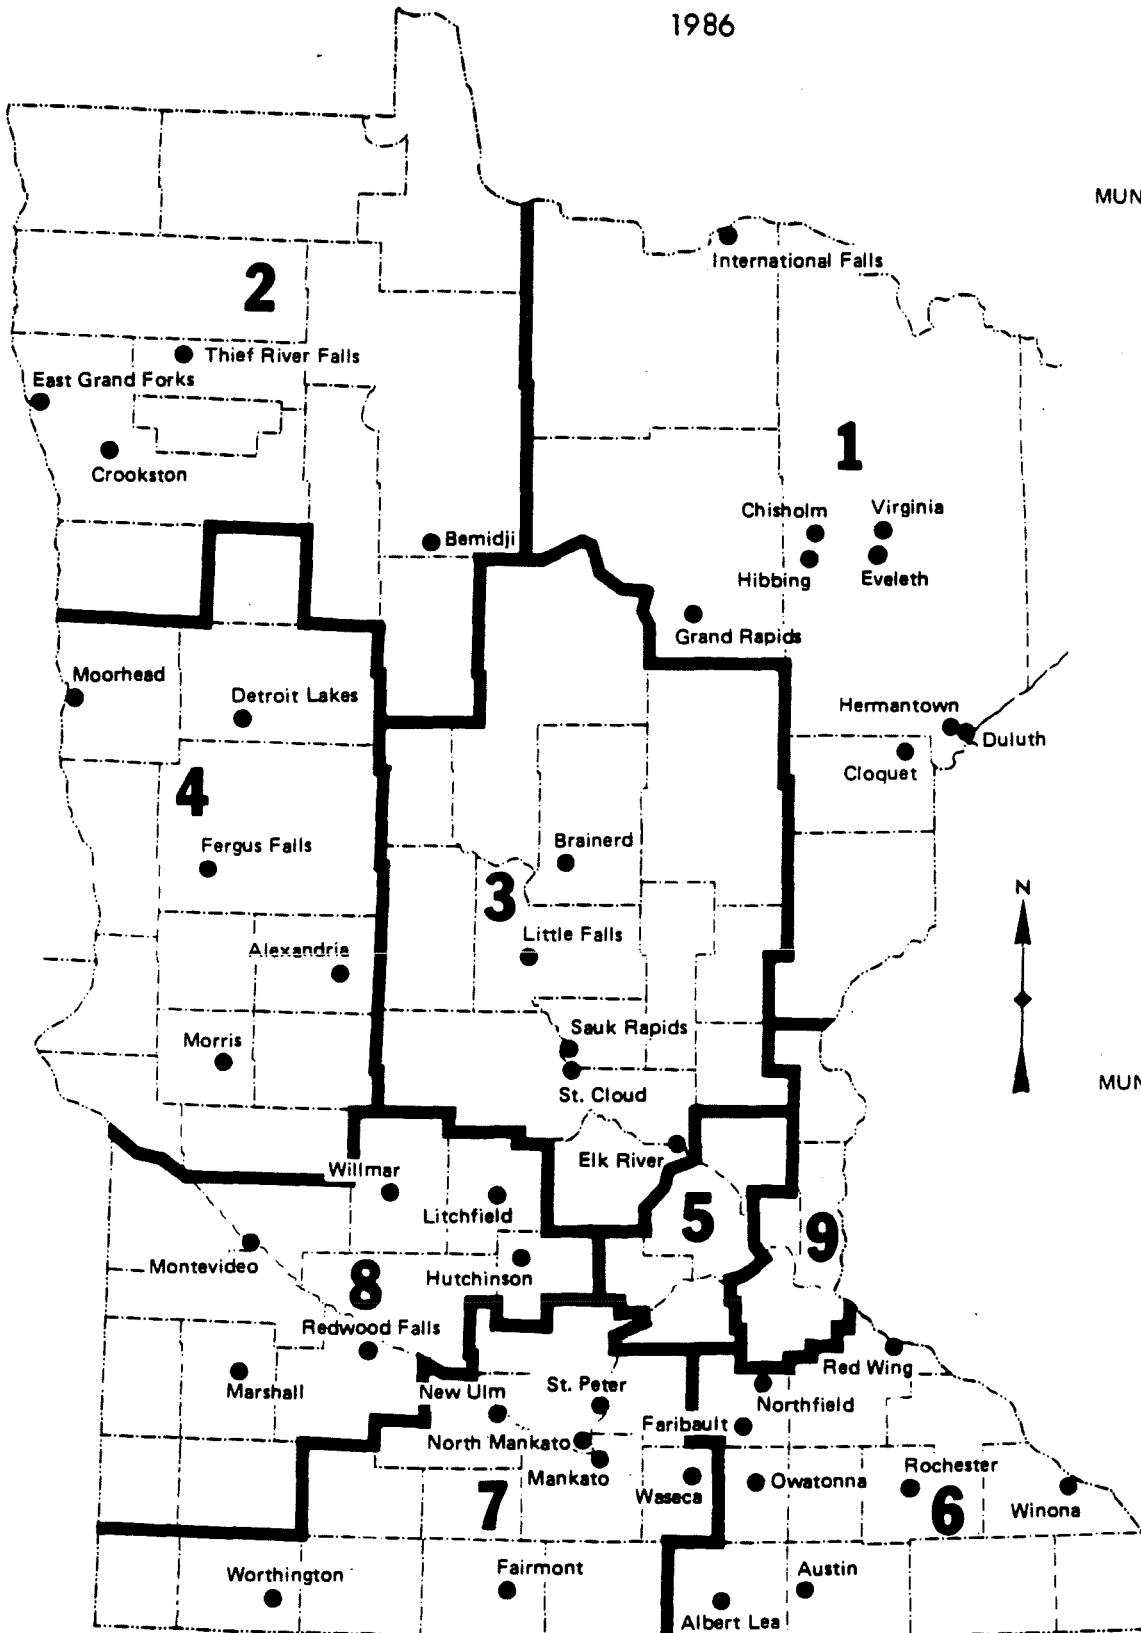 1986
MUN
International Falls
2
Thief River Falls
East Grand Forks
Crookston
1
Chisholm
Virginia
Bemidji
Hibbing
Eveleth
Grand Rapids
Moorhead
Detroit Lakes
Hermantown
Duluth
Cloquet
4
Fergus Falls
Brainerd
3
N
Little Falls
Alexandria
Sauk Rapids
Morris
St. Cloud
MUN
Elk River
Willmar
Litchfield
5
9
Montevideo
Hutchinson
8
Redwood Falls
Red Wing
Marshall
New Ulm
St. Peter
Northfield
Faribault
North Mankato
Mankato
Waseca
Owatonna
Rochester
7
6
Winona
Worthington
Fairmont
Austin
Albert Lea